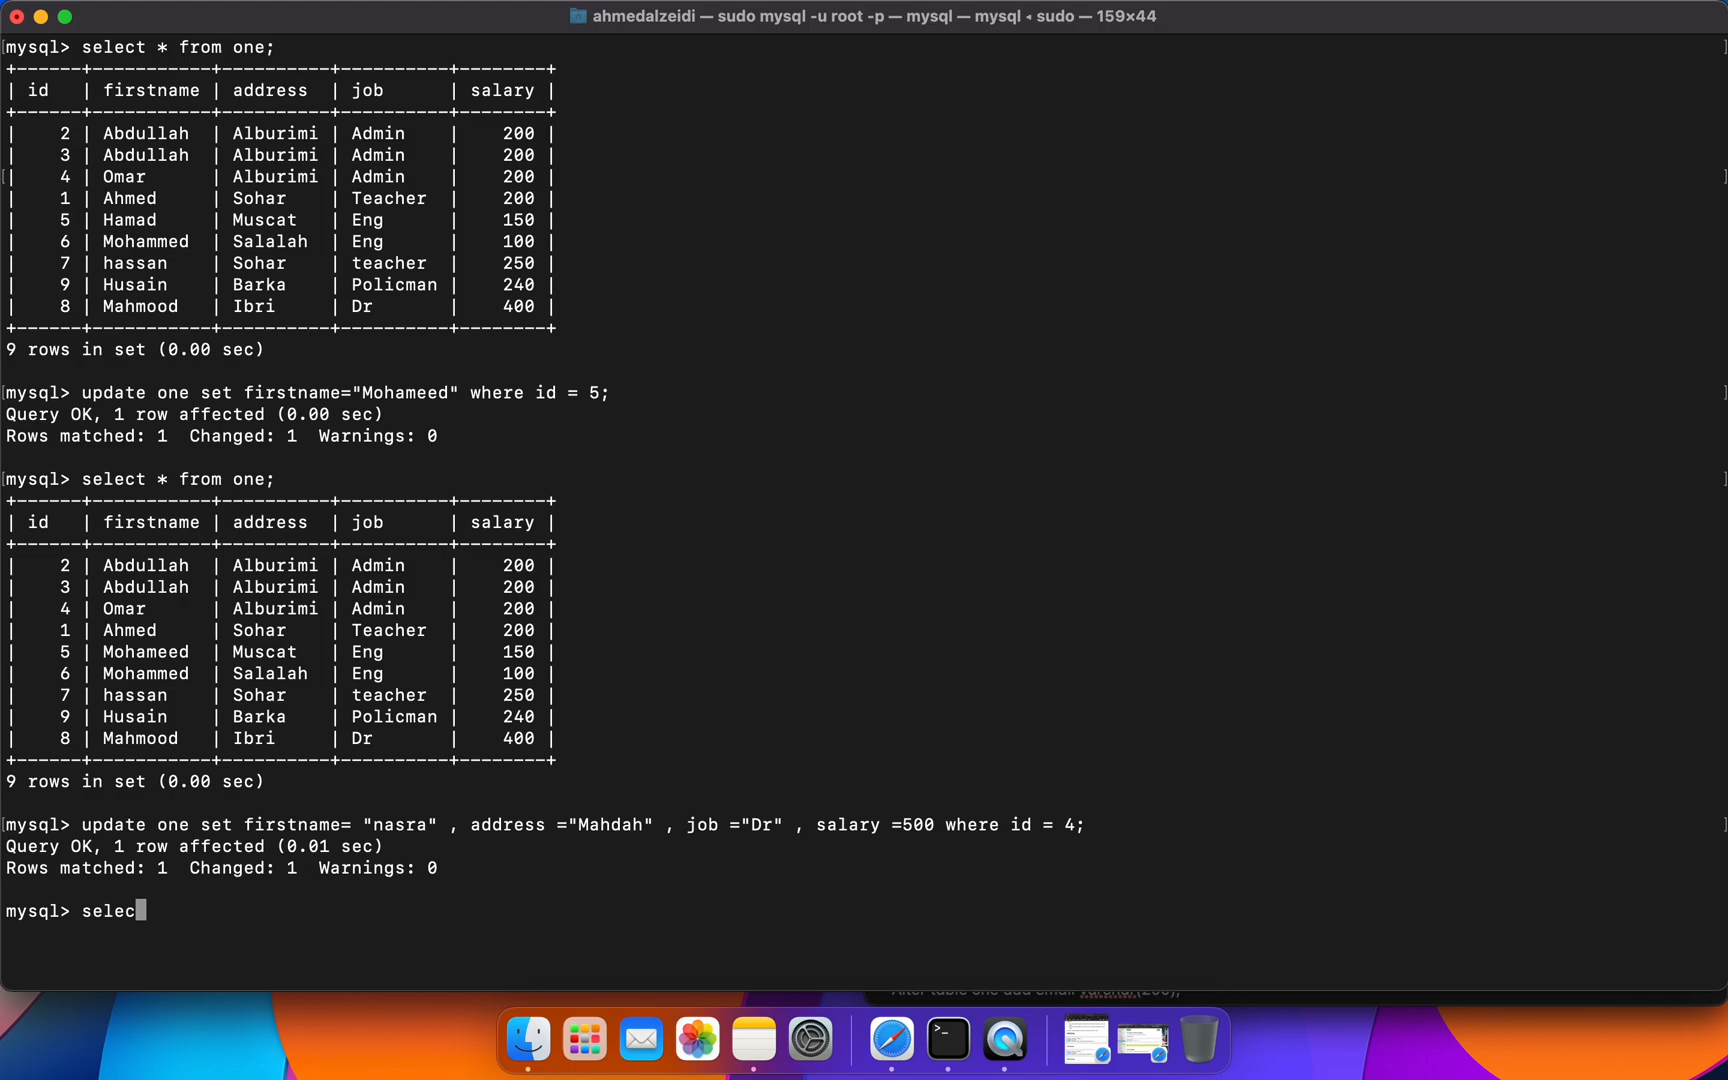 ahmedalzeidi — sudo mysql -u root -p — mysql — mysql ◂ sudo — 159×44
mysql> select * from one;
+------+-----------+----------+----------+--------+
| id   | firstname | address  | job      | salary |
+------+-----------+----------+----------+--------+
|    2 | Abdullah  | Alburimi | Admin    |    200 |
|    3 | Abdullah  | Alburimi | Admin    |    200 |
|    4 | Omar      | Alburimi | Admin    |    200 |
|    1 | Ahmed     | Sohar    | Teacher  |    200 |
|    5 | Hamad     | Muscat   | Eng      |    150 |
|    6 | Mohammed  | Salalah  | Eng      |    100 |
|    7 | hassan    | Sohar    | teacher  |    250 |
|    9 | Husain    | Barka    | Policman |    240 |
|    8 | Mahmood   | Ibri     | Dr       |    400 |
+------+-----------+----------+----------+--------+
9 rows in set (0.00 sec)
mysql> update one set firstname="Mohameed" where id = 5;
Query OK, 1 row affected (0.00 sec)
Rows matched: 1  Changed: 1  Warnings: 0
mysql> select * from one;
+------+-----------+----------+----------+--------+
| id   | firstname | address  | job      | salary |
+------+-----------+----------+----------+--------+
|    2 | Abdullah  | Alburimi | Admin    |    200 |
|    3 | Abdullah  | Alburimi | Admin    |    200 |
|    4 | Omar      | Alburimi | Admin    |    200 |
|    1 | Ahmed     | Sohar    | Teacher  |    200 |
|    5 | Mohameed  | Muscat   | Eng      |    150 |
|    6 | Mohammed  | Salalah  | Eng      |    100 |
|    7 | hassan    | Sohar    | teacher  |    250 |
|    9 | Husain    | Barka    | Policman |    240 |
|    8 | Mahmood   | Ibri     | Dr       |    400 |
+------+-----------+----------+----------+--------+
9 rows in set (0.00 sec)
mysql> update one set firstname= "nasra" , address ="Mahdah" , job ="Dr" , salary =500 where id = 4;
Query OK, 1 row affected (0.01 sec)
Rows matched: 1  Changed: 1  Warnings: 0
mysql> selec
Alter table one add email varchar(200);